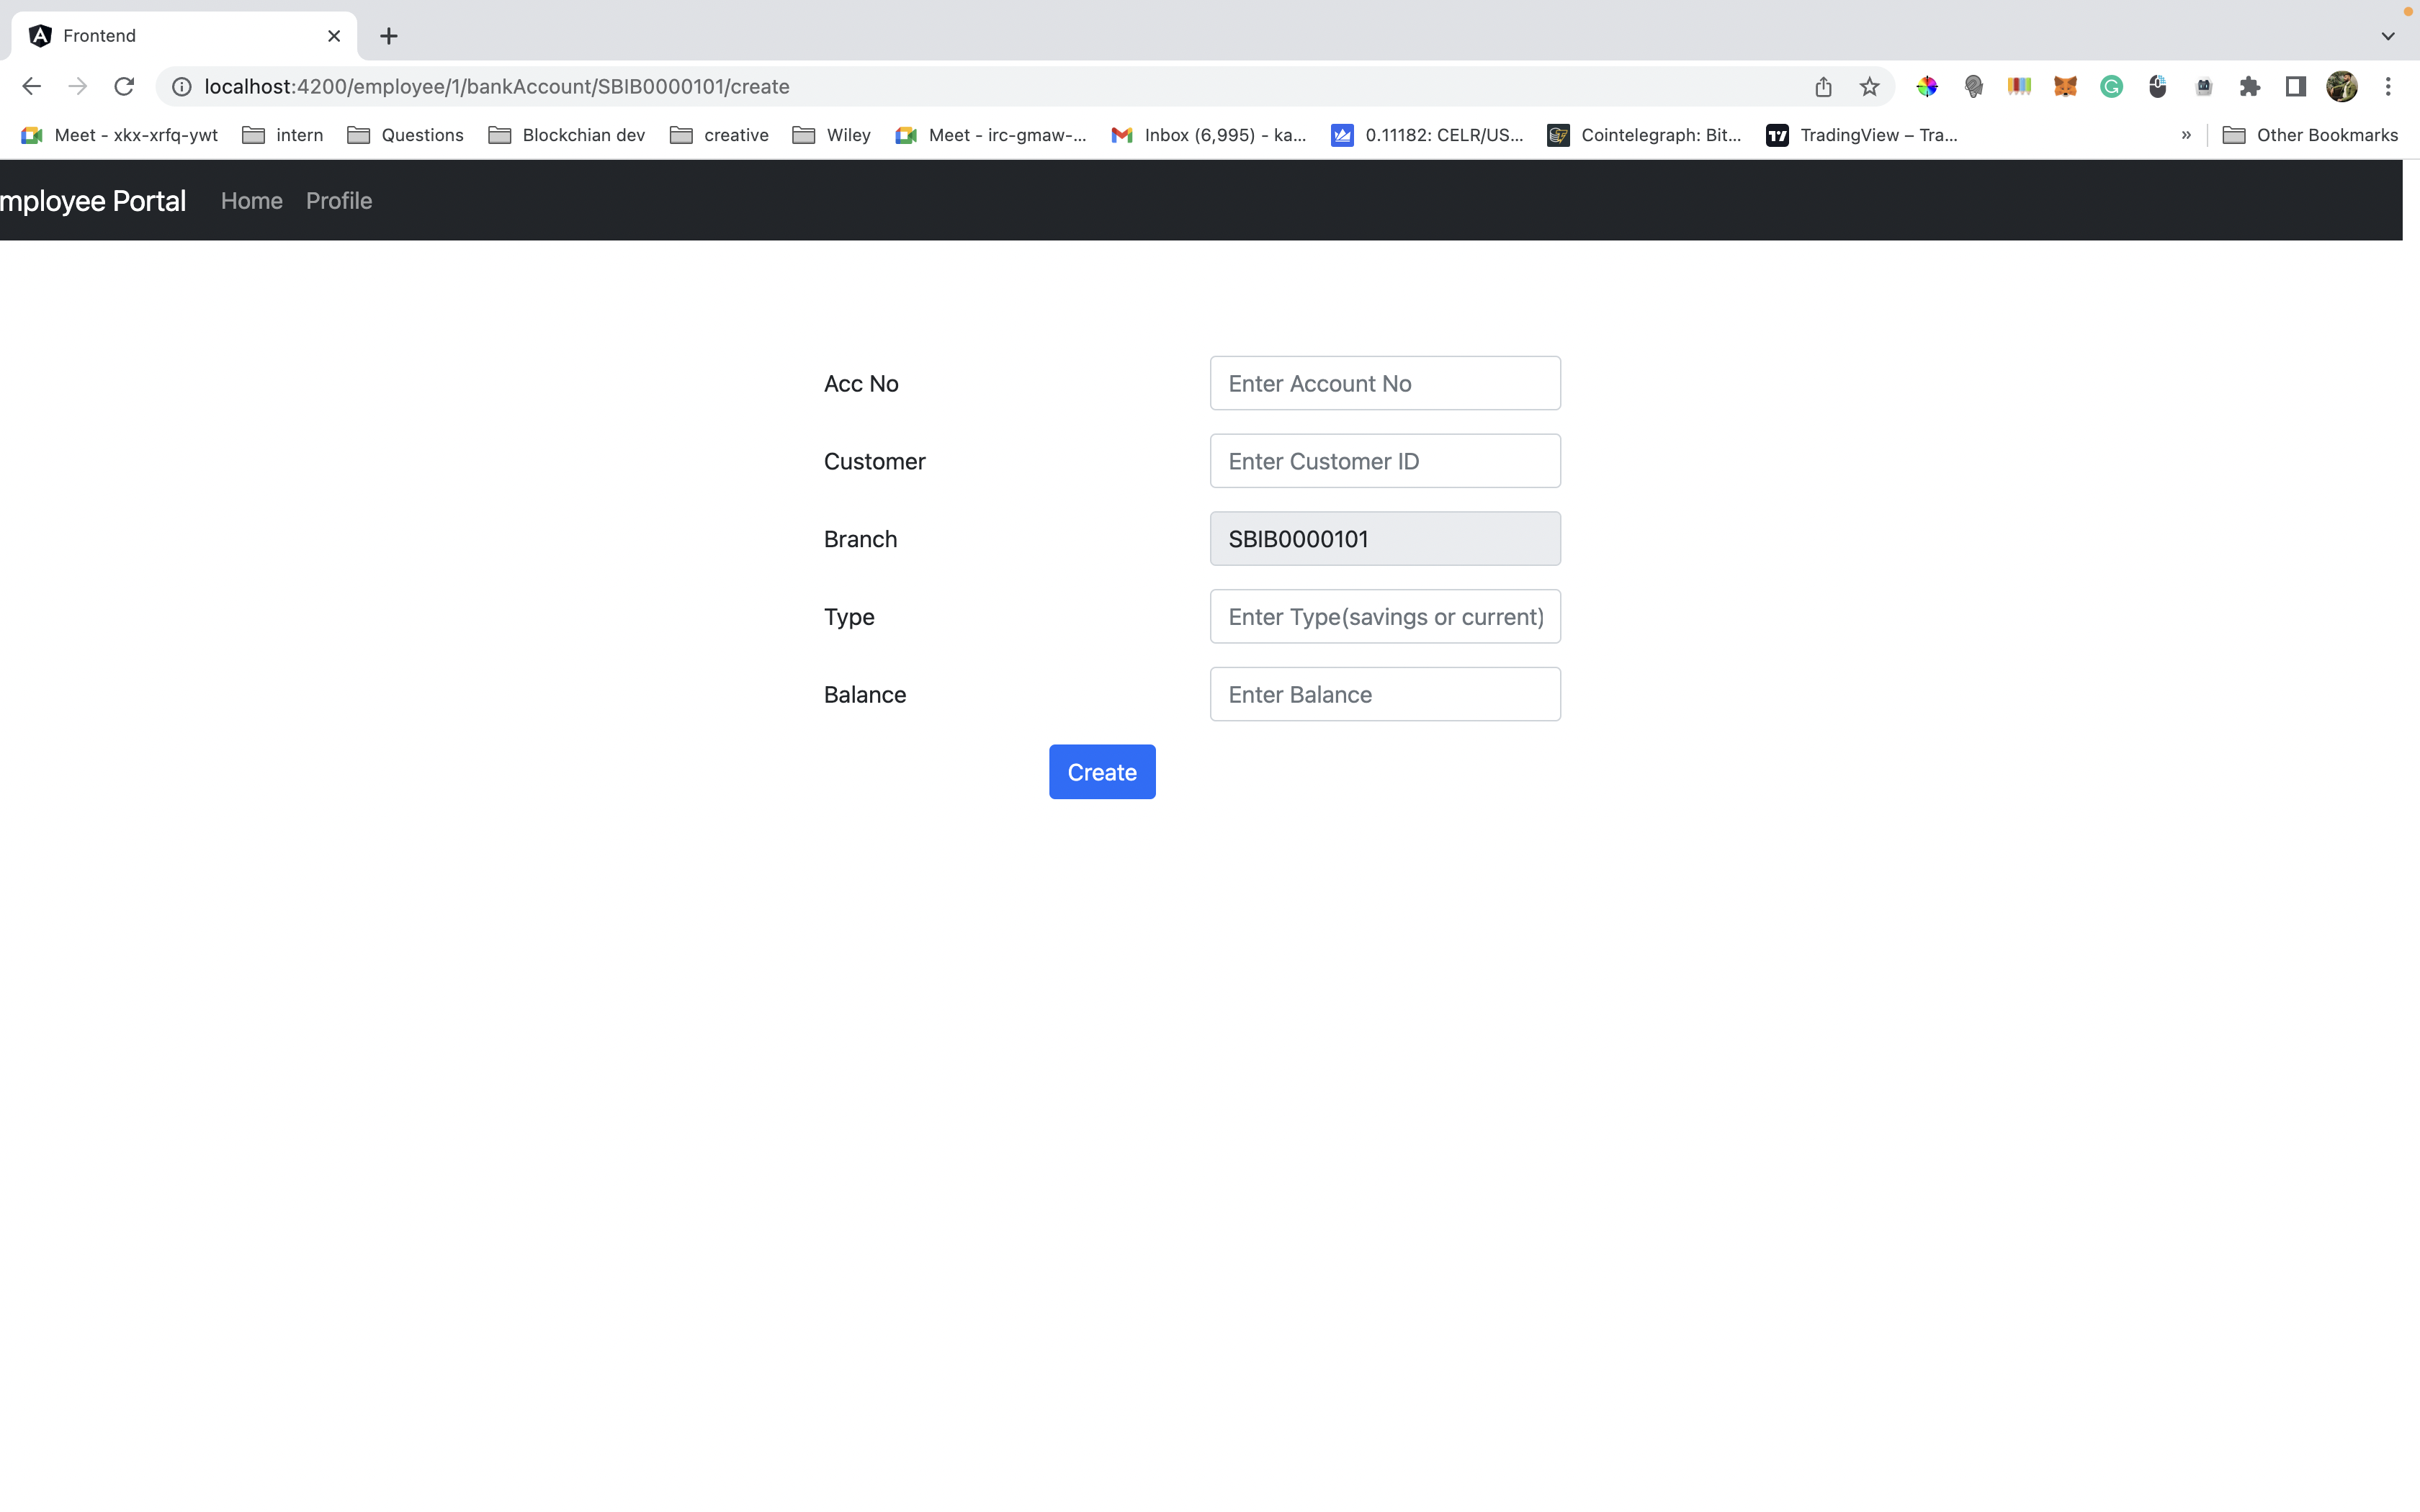 Frontend
localhost:4200/employee/1/bankAccount/SBIB0000101/create
Meet - xkx-xrfq-ywt intern Questions Blockchian dev creative Wiley Meet - irc-gmaw-... Inbox (6,995) - ka... 0.11182: CELR/US... Cointelegraph: Bit... TradingView – Tra... » Other Bookmarks
mployee Portal Home Profile
Acc No Enter Account No
Customer Enter Customer ID
Branch SBIB0000101
Type Enter Type(savings or current)
Balance Enter Balance
Create